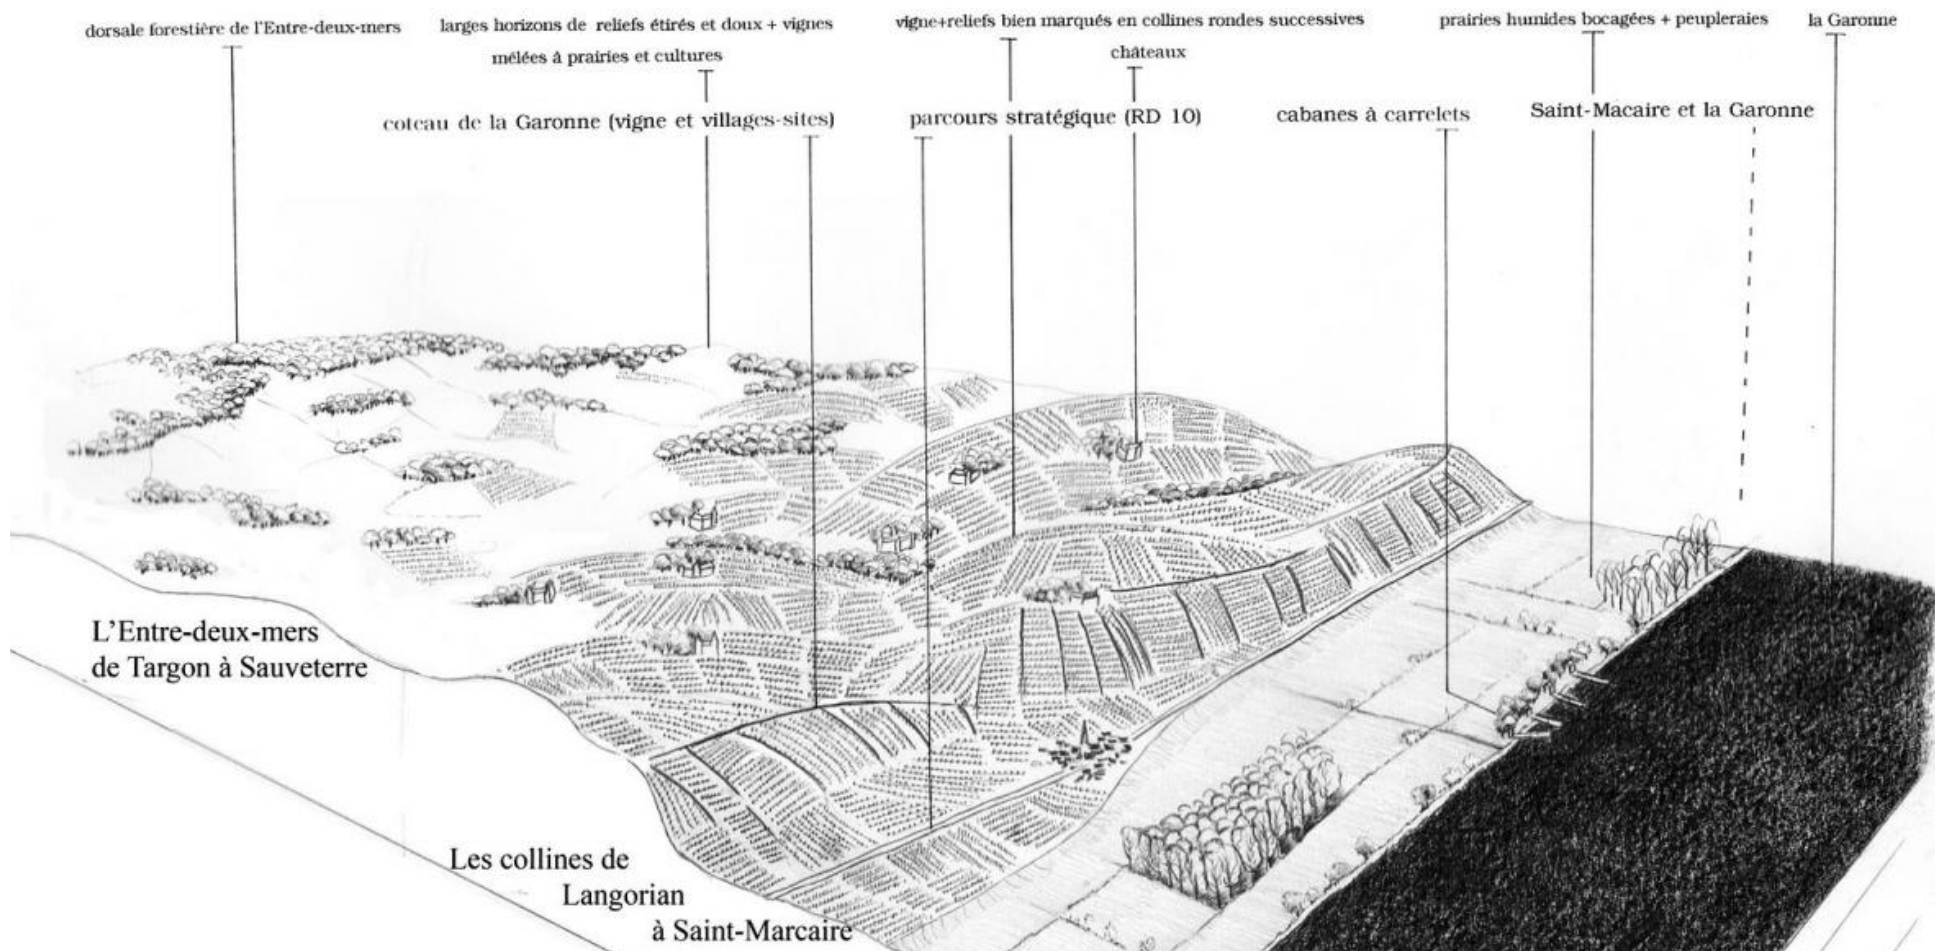 dorsale forestière de l'Entre-deux-mers
larges horizons de reliefs étirés et doux + vignes
mêlées à prairies et cultures
vigne+reliefs bien marqués en collines rondes successives
châteaux
prairies humides bocagées + peupleraies
la Garonne
coteau de la Garonne (vigne et villages-sites)
parcours stratégique (RD 10)
cabanes à carrelets
Saint-Macaire et la Garonne
L'Entre-deux-mers
de Targon à Sauveterre
Les collines de
Langorian
à Saint-Marcaire